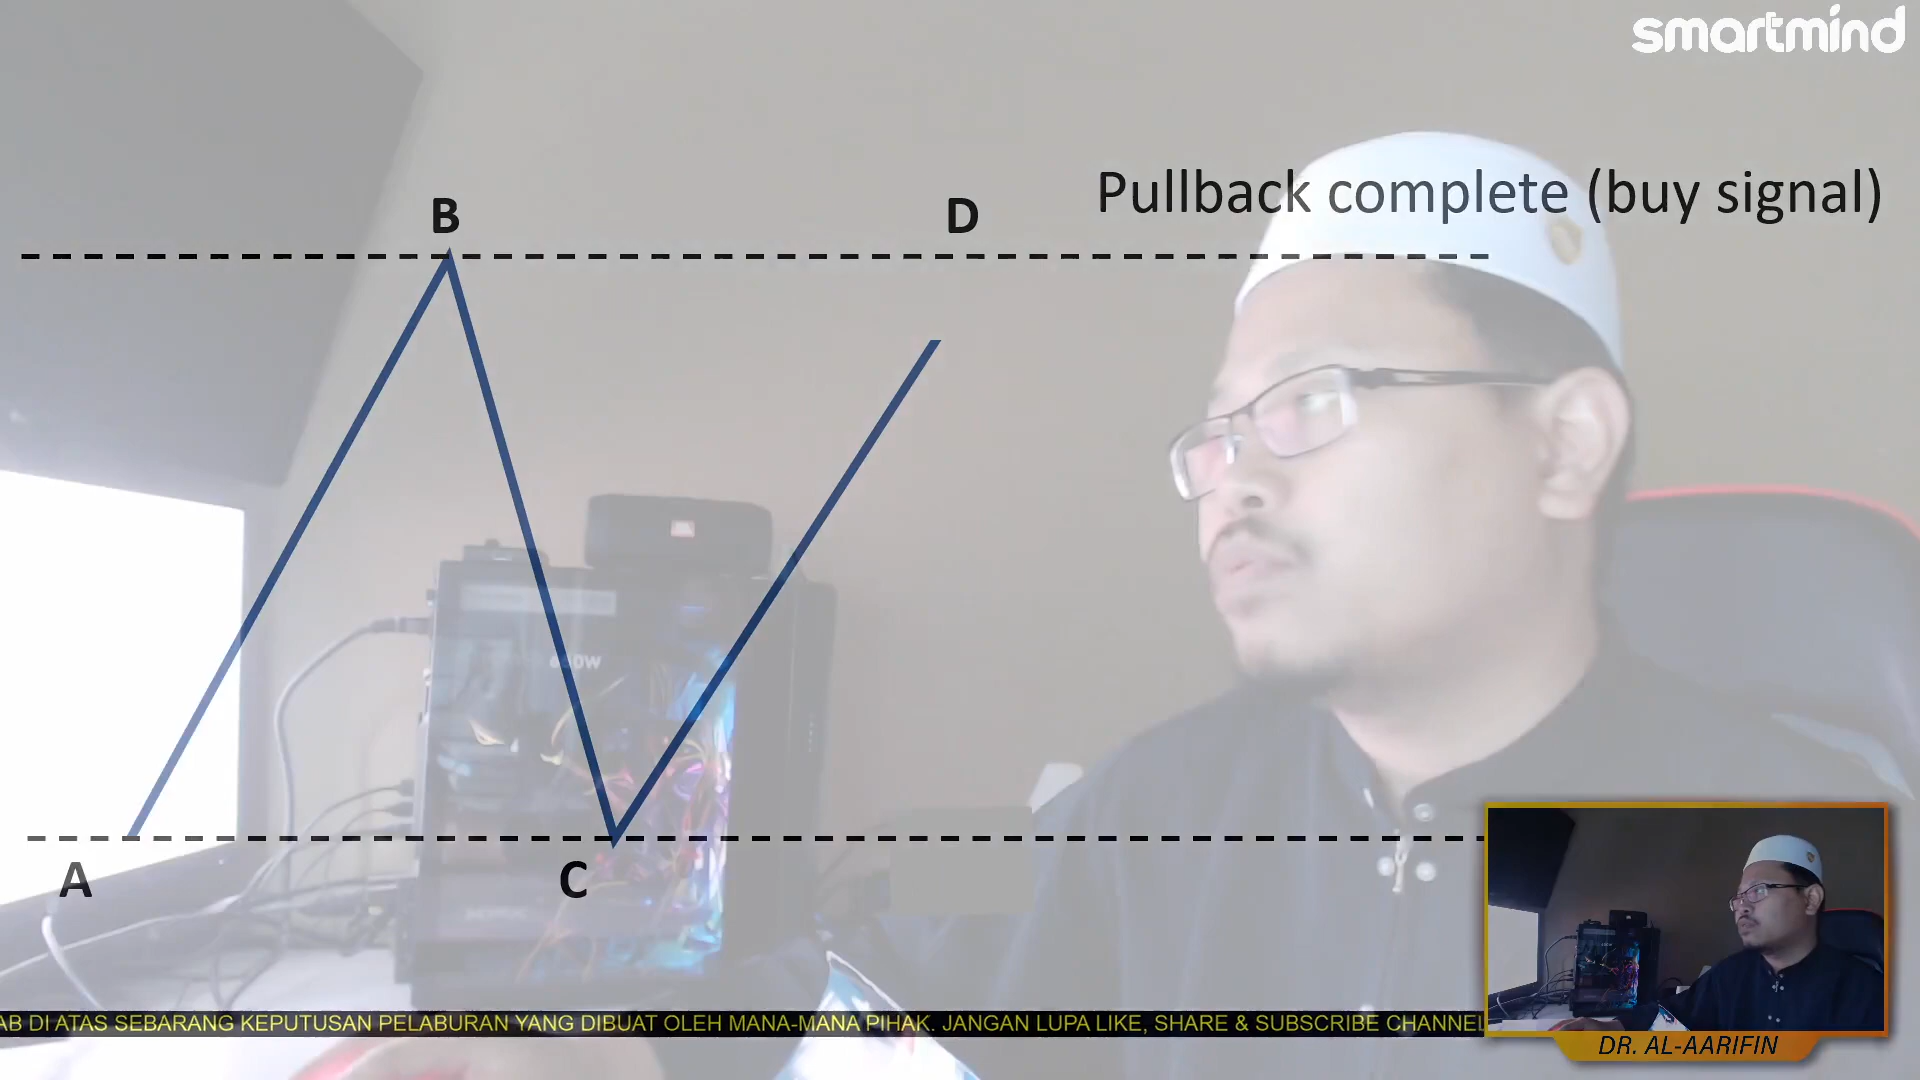 smartmind
Pullback complete (buy signal)
B
D
A
C
650W
AB DI ATAS SEBARANG KEPUTUSAN PELABURAN YANG DIBUAT OLEH MANA-MANA PIHAK. JANGAN LUPA LIKE, SHARE & SUBSCRIBE CHANNEL
DR. AL-AARIFIN